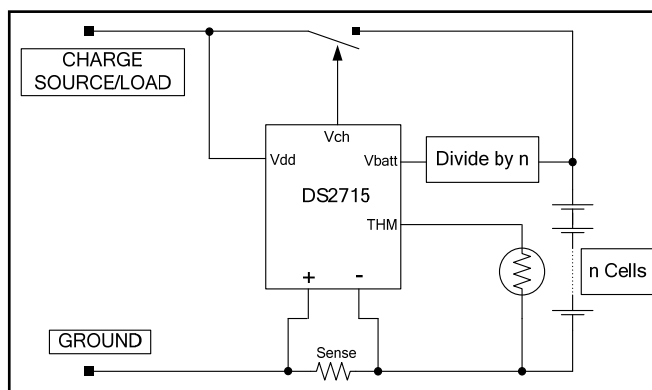 CHARGE
SOURCE/LOAD
Vch
Vdd
Vbatt
Divide by n
DS2715
THM
+
-
n Cells
GROUND
Sense